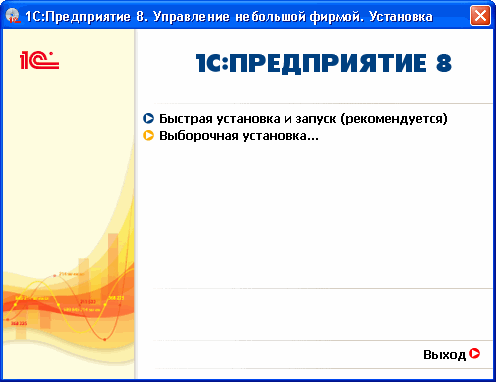 1С:Предприятие 8. Управление небольшой фирмой. Установка
1С
1С:ПРЕДПРИЯТИЕ 8
Быстрая установка и запуск (рекомендуется)
Выборочная установка...
Выход